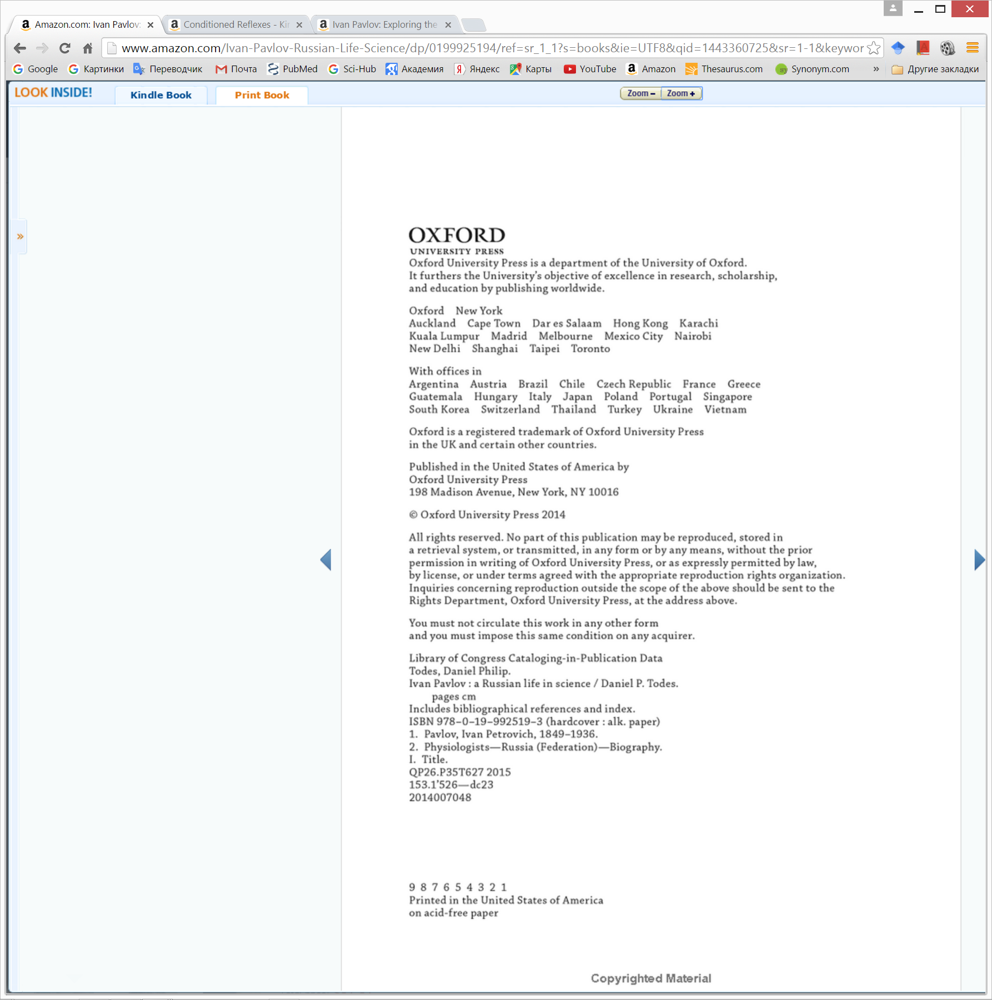 Amazon.com: Ivan Pavlov:
Conditioned Reflexes - Kin
Ivan Pavlov: Exploring the
www.amazon.com/Ivan-Pavlov-Russian-Life-Science/dp/0199925194/ref=sr_1_1?s=books&ie=UTF8&qid=1443360725&sr=1-1&keywor
Google Картинки Переводчик Почта PubMed Sci-Hub Академия Яндекс Карты YouTube Amazon Thesaurus.com Synonym.com » Другие закладки
LOOK INSIDE! Kindle Book Print Book Zoom – Zoom +
»
OXFORD
UNIVERSITY PRESS
Oxford University Press is a department of the University of Oxford.
It furthers the University’s objective of excellence in research, scholarship,
and education by publishing worldwide.
Oxford New York
Auckland Cape Town Dar es Salaam Hong Kong Karachi
Kuala Lumpur Madrid Melbourne Mexico City Nairobi
New Delhi Shanghai Taipei Toronto
With offices in
Argentina Austria Brazil Chile Czech Republic France Greece
Guatemala Hungary Italy Japan Poland Portugal Singapore
South Korea Switzerland Thailand Turkey Ukraine Vietnam
Oxford is a registered trademark of Oxford University Press
in the UK and certain other countries.
Published in the United States of America by
Oxford University Press
198 Madison Avenue, New York, NY 10016
© Oxford University Press 2014
All rights reserved. No part of this publication may be reproduced, stored in
a retrieval system, or transmitted, in any form or by any means, without the prior
permission in writing of Oxford University Press, or as expressly permitted by law,
by license, or under terms agreed with the appropriate reproduction rights organization.
Inquiries concerning reproduction outside the scope of the above should be sent to the
Rights Department, Oxford University Press, at the address above.
You must not circulate this work in any other form
and you must impose this same condition on any acquirer.
Library of Congress Cataloging-in-Publication Data
Todes, Daniel Philip.
Ivan Pavlov : a Russian life in science / Daniel P. Todes.
pages cm
Includes bibliographical references and index.
ISBN 978–0–19–992519–3 (hardcover : alk. paper)
1. Pavlov, Ivan Petrovich, 1849–1936.
2. Physiologists—Russia (Federation)—Biography.
I. Title.
QP26.P35T627 2015
153.1’526—dc23
2014007048
9 8 7 6 5 4 3 2 1
Printed in the United States of America
on acid-free paper
Copyrighted Material